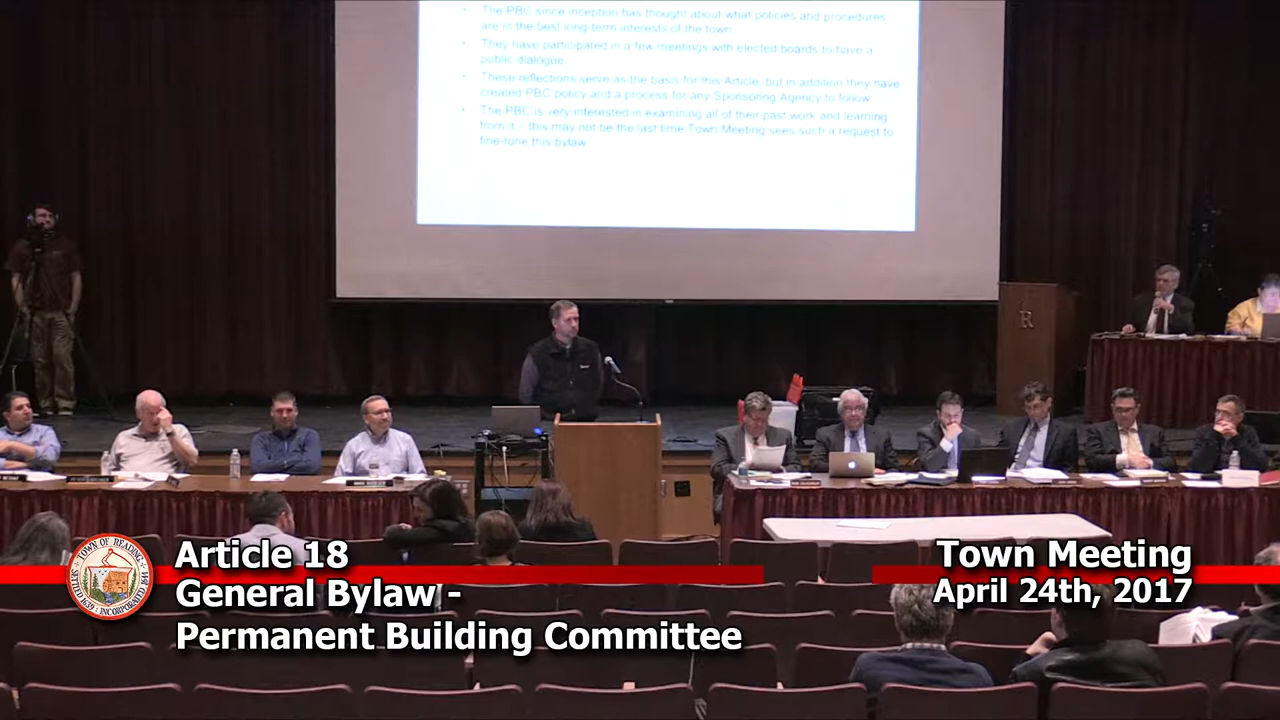 • The PBC since inception has thought about what policies and procedures
are in the best long-term interests of the town.
• They have participated in a few meetings with elected boards to have a
public dialogue
• These reflections serve as the basis for this Article, but in addition they have
created PBC policy and a process for any Sponsoring Agency to follow.
• The PBC is very interested in examining all of their past work and learning
from it – this may not be the last time Town Meeting sees such a request to
fine-tune this bylaw
R
TOWN OF READING
SETTLED 1639
INCORPORATED 1644
Article 18
General Bylaw -
Permanent Building Committee
Town Meeting
April 24th, 2017